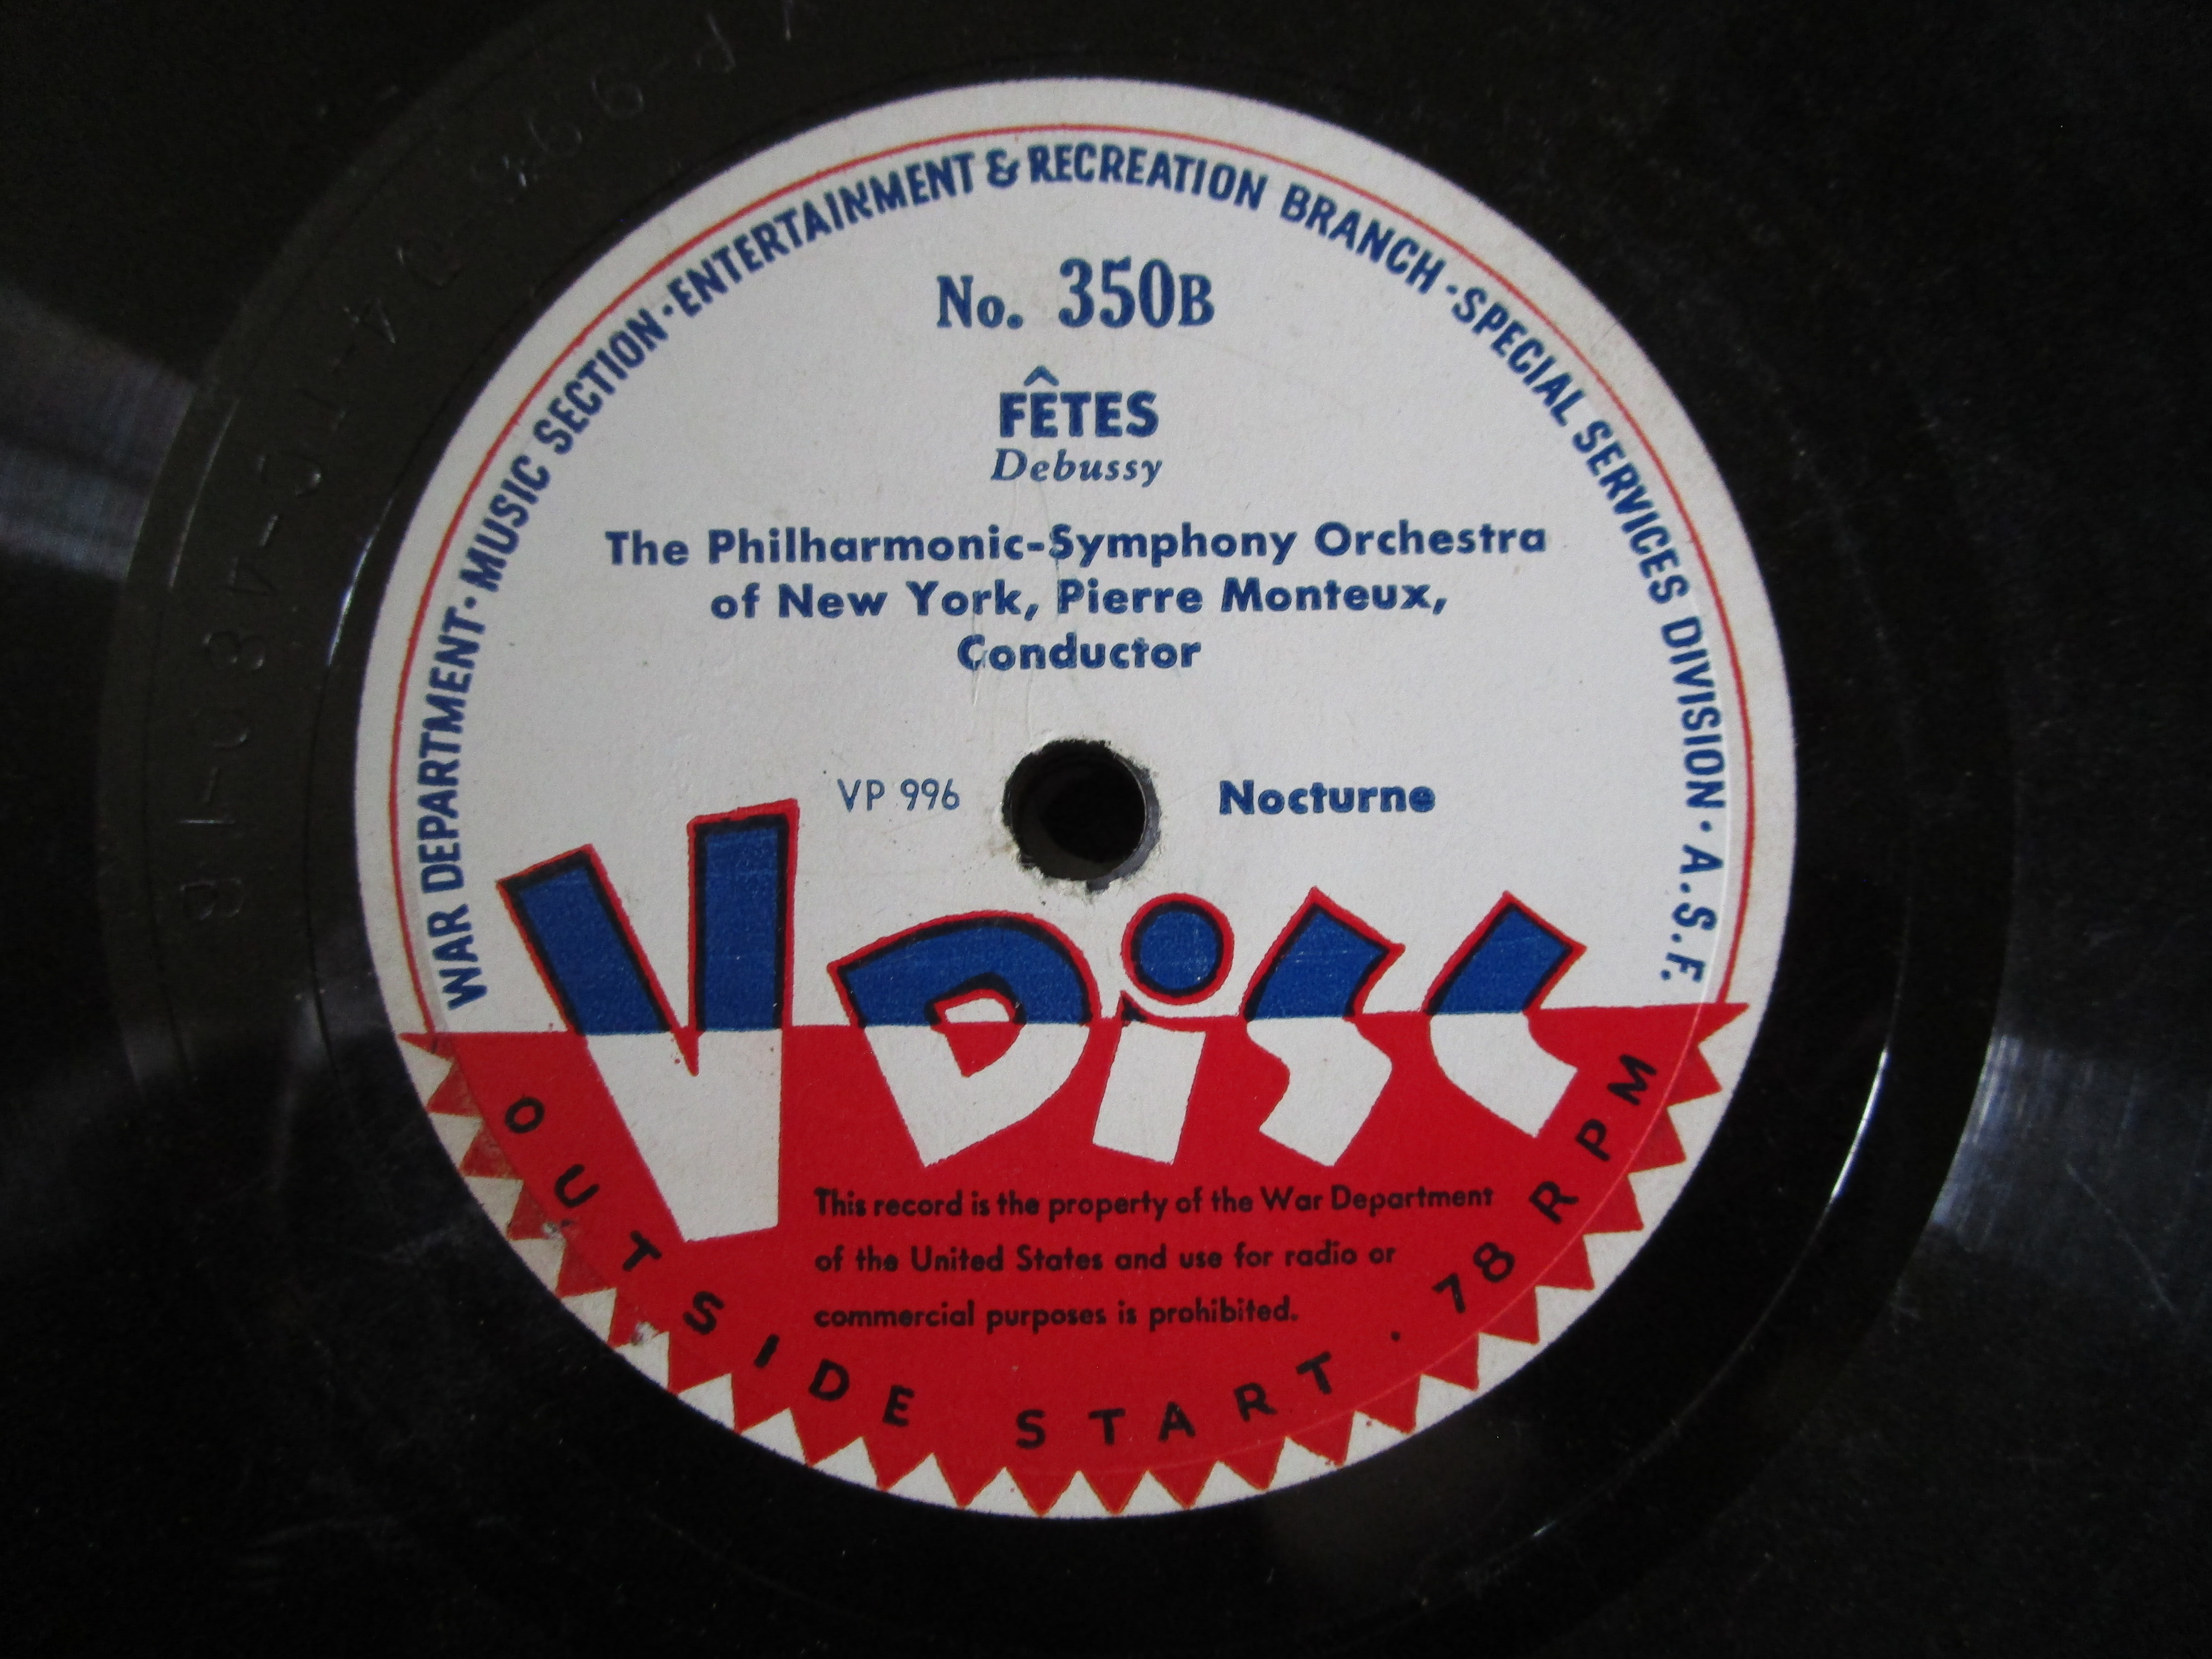 WAR DEPARTMENT · MUSIC SECTION · ENTERTAINMENT & RECREATION BRANCH · SPECIAL SERVICES DIVISION · A.S.F.
No. 350B
FÊTES
Debussy
The Philharmonic-Symphony Orchestra
of New York, Pierre Monteux,
Conductor
VP 996
Nocturne
V Disc
This record is the property of the War Department
of the United States and use for radio or
commercial purposes is prohibited.
OUTSIDE START · 78 RPM